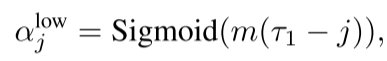 α_j^low = Sigmoid(m(τ_1 − j)),